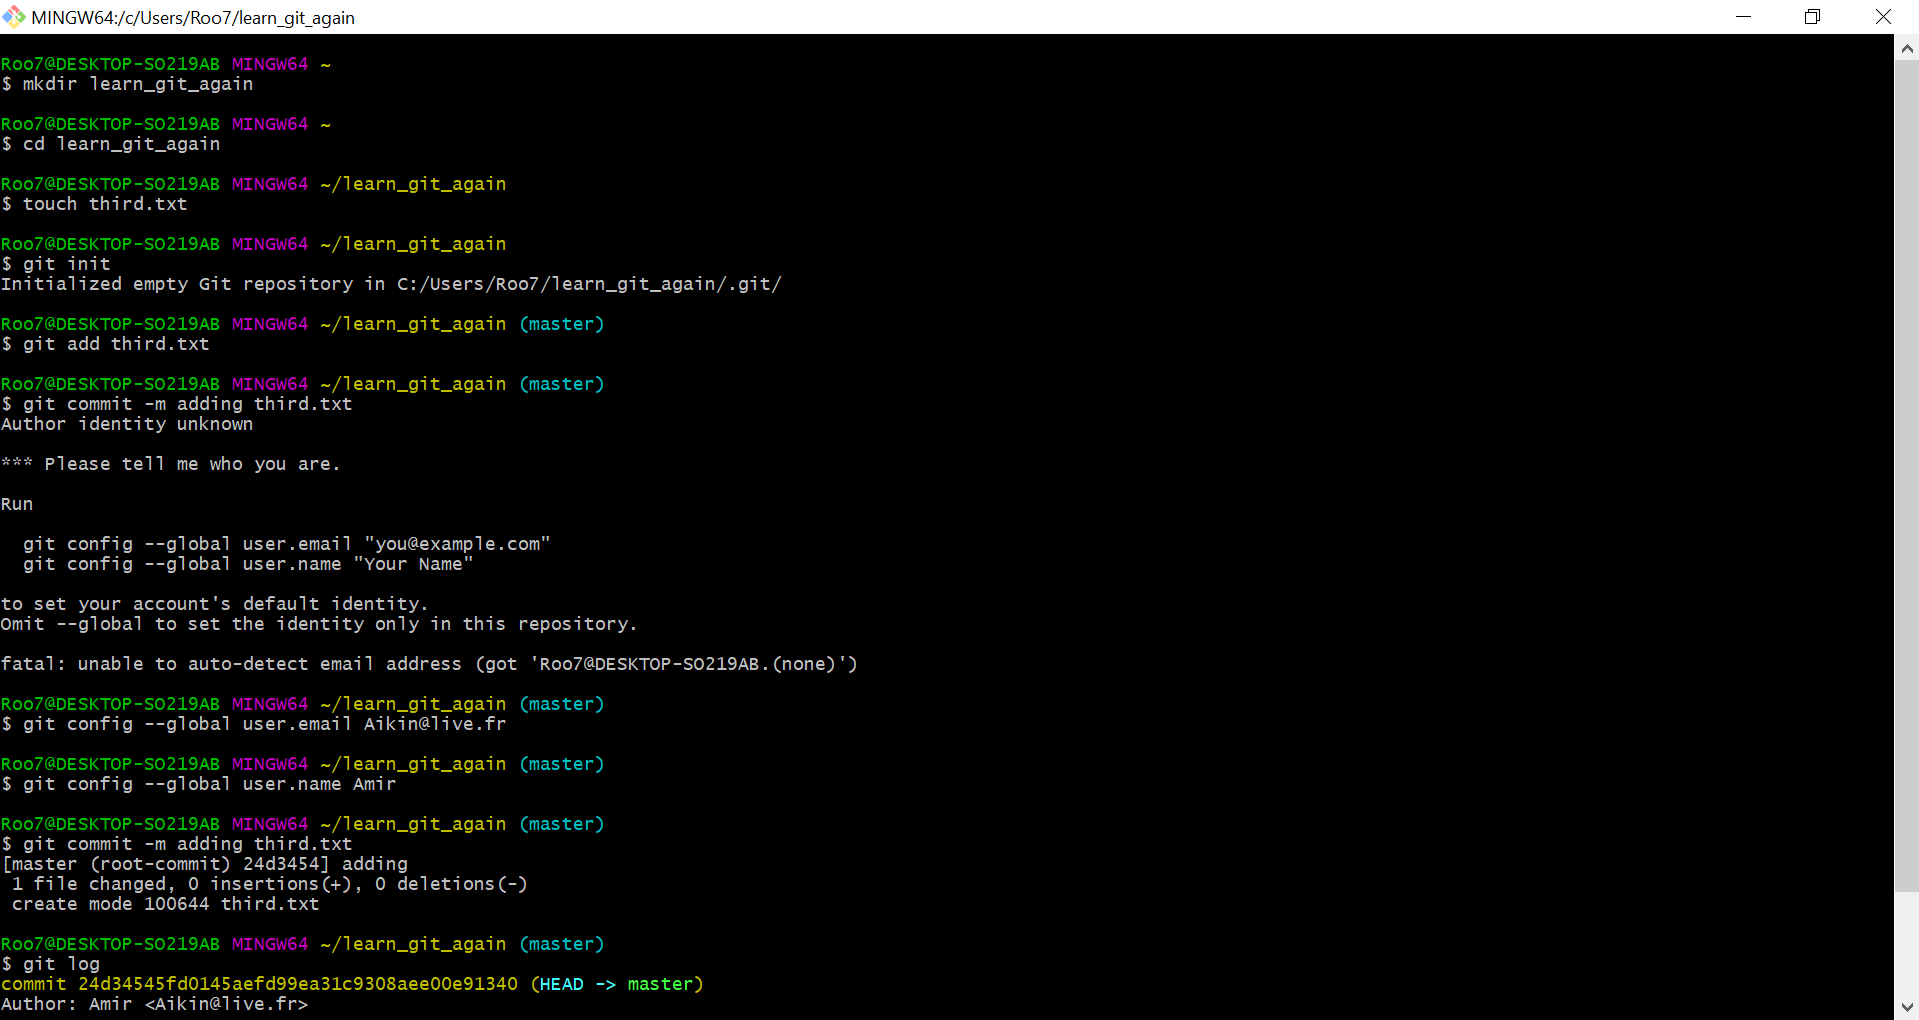 MINGW64:/c/Users/Roo7/learn_git_again
Roo7@DESKTOP-SO219AB MINGW64 ~
$ mkdir learn_git_again
Roo7@DESKTOP-SO219AB MINGW64 ~
$ cd learn_git_again
Roo7@DESKTOP-SO219AB MINGW64 ~/learn_git_again
$ touch third.txt
Roo7@DESKTOP-SO219AB MINGW64 ~/learn_git_again
$ git init
Initialized empty Git repository in C:/Users/Roo7/learn_git_again/.git/
Roo7@DESKTOP-SO219AB MINGW64 ~/learn_git_again (master)
$ git add third.txt
Roo7@DESKTOP-SO219AB MINGW64 ~/learn_git_again (master)
$ git commit -m adding third.txt
Author identity unknown
*** Please tell me who you are.
Run
  git config --global user.email "you@example.com"
  git config --global user.name "Your Name"
to set your account's default identity.
Omit --global to set the identity only in this repository.
fatal: unable to auto-detect email address (got 'Roo7@DESKTOP-SO219AB.(none)')
Roo7@DESKTOP-SO219AB MINGW64 ~/learn_git_again (master)
$ git config --global user.email Aikin@live.fr
Roo7@DESKTOP-SO219AB MINGW64 ~/learn_git_again (master)
$ git config --global user.name Amir
Roo7@DESKTOP-SO219AB MINGW64 ~/learn_git_again (master)
$ git commit -m adding third.txt
[master (root-commit) 24d3454] adding
 1 file changed, 0 insertions(+), 0 deletions(-)
 create mode 100644 third.txt
Roo7@DESKTOP-SO219AB MINGW64 ~/learn_git_again (master)
$ git log
commit 24d34545fd0145aefd99ea31c9308aee00e91340 (HEAD -> master)
Author: Amir <Aikin@live.fr>